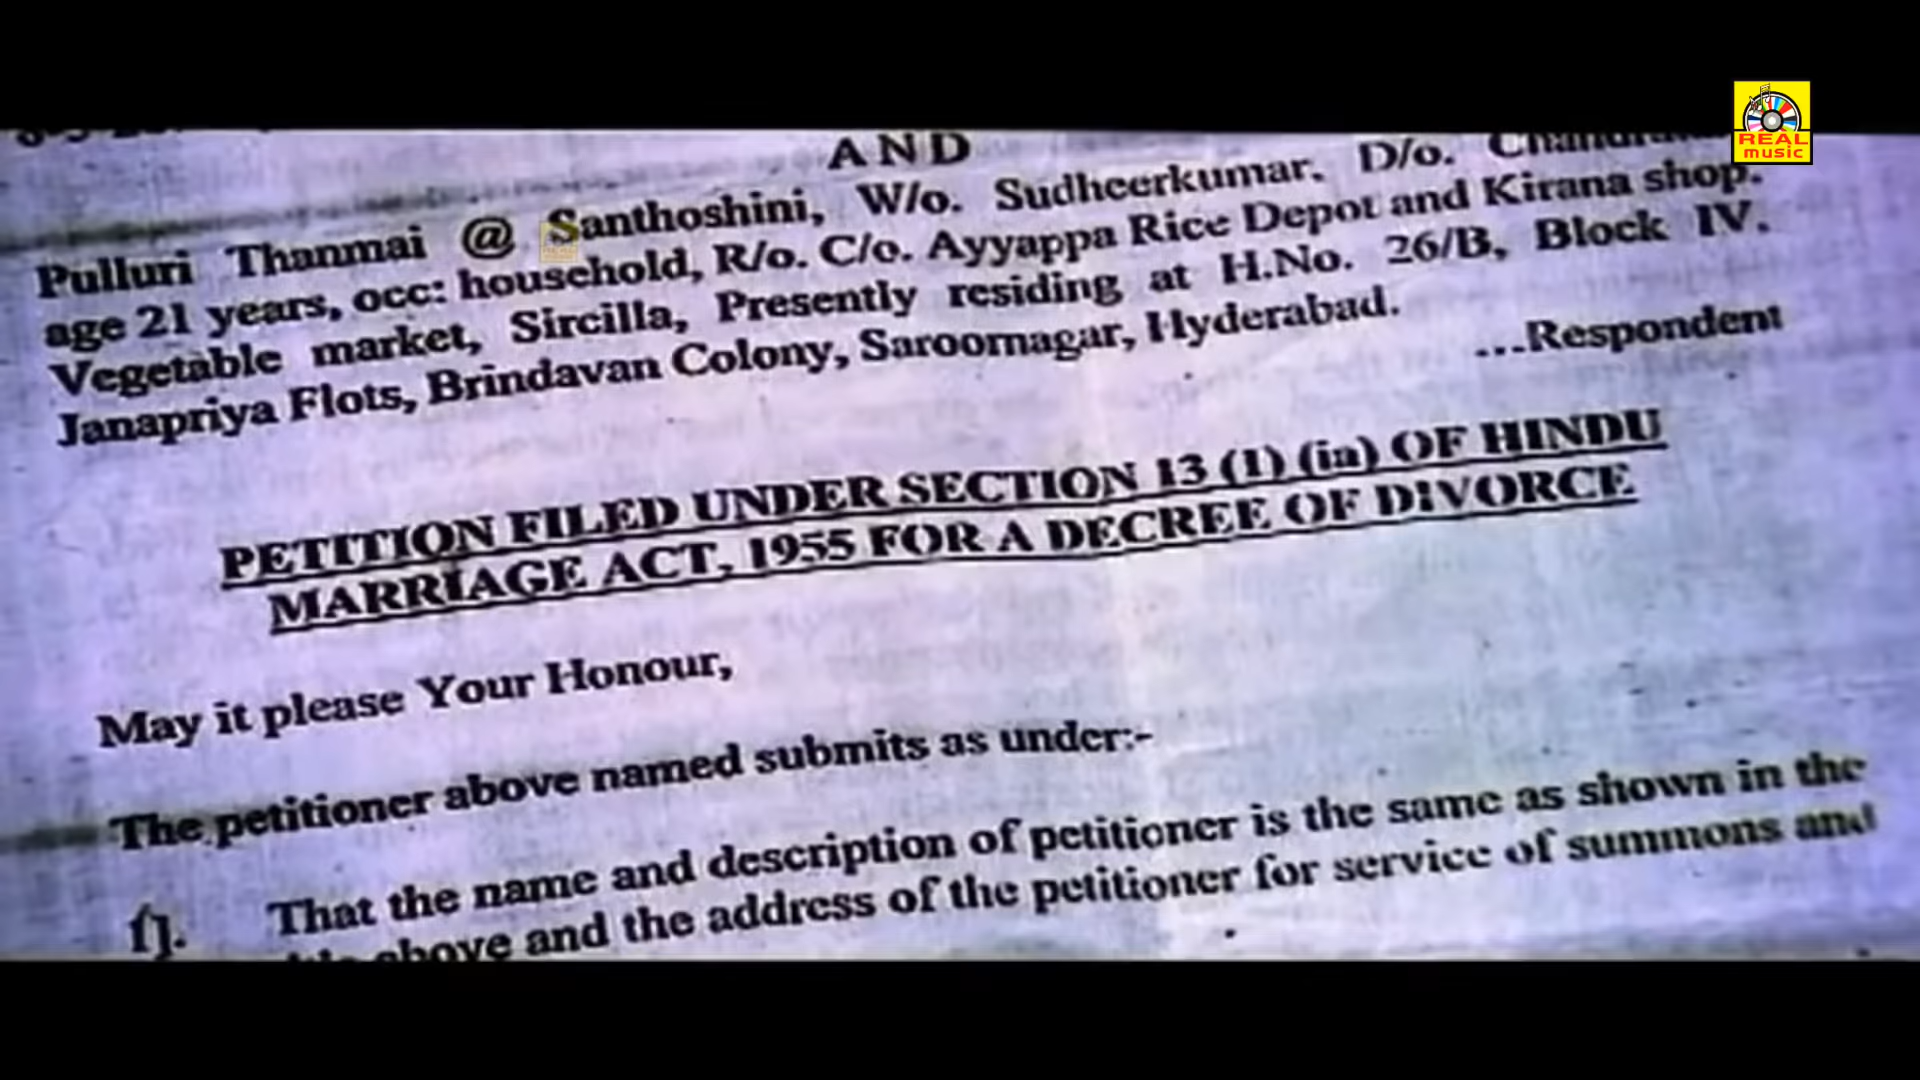 AND
Pulluri Thanmai @ Santhoshini, W/o. Sudheerkumar. D/o.
age 21 years, occ: household, R/o. C/o. Ayyappa Rice Depot and Kirana shop.
Vegetable market, Sircilla, Presently residing at H.No. 26/B, Block IV.
Janapriya Flots, Brindavan Colony, Saroornagar, Hyderabad.
...Respondent
PETITION FILED UNDER SECTION 13 (1) (ia) OF HINDU
MARRIAGE ACT, 1955 FOR A DECREE OF DIVORCE
May it please Your Honour,
The petitioner above named submits as under:-
1]. That the name and description of petitioner is the same as shown in the
above and the address of the petitioner for service of summons and
REAL
music